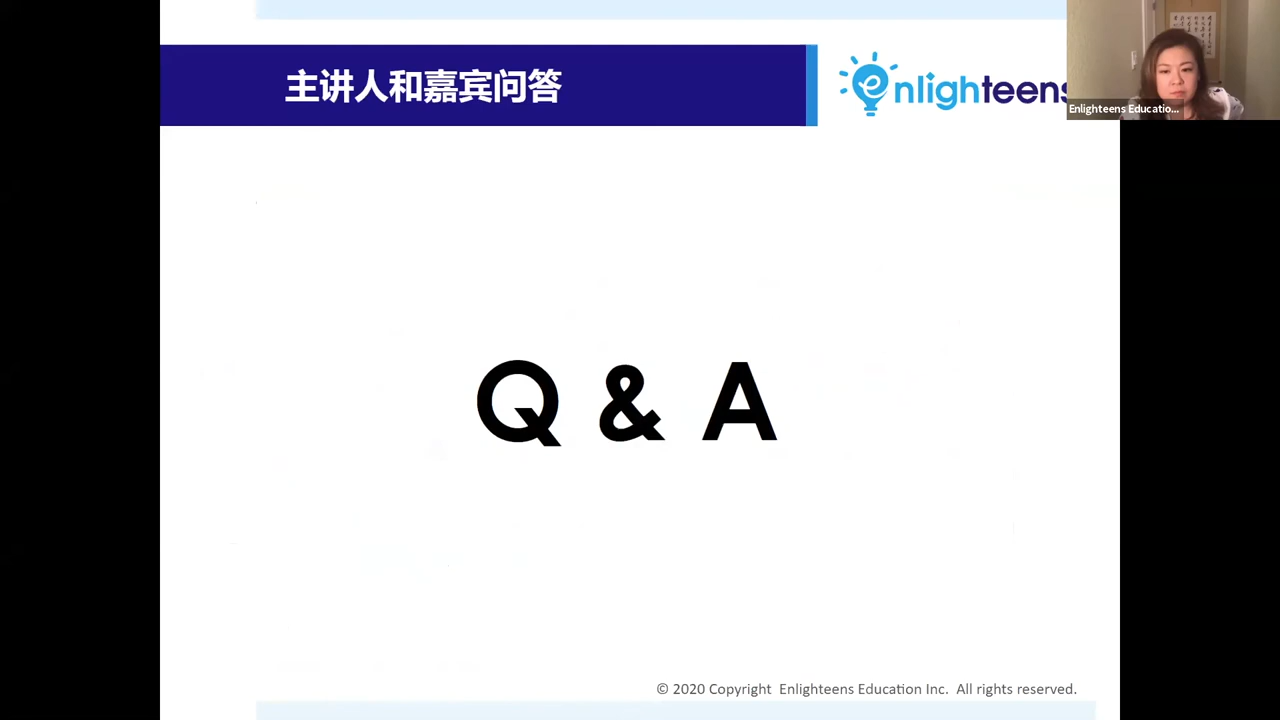 主讲人和嘉宾问答
enlighteens
Enlighteens Educatio...
Q & A
© 2020 Copyright Enlighteens Education Inc. All rights reserved.